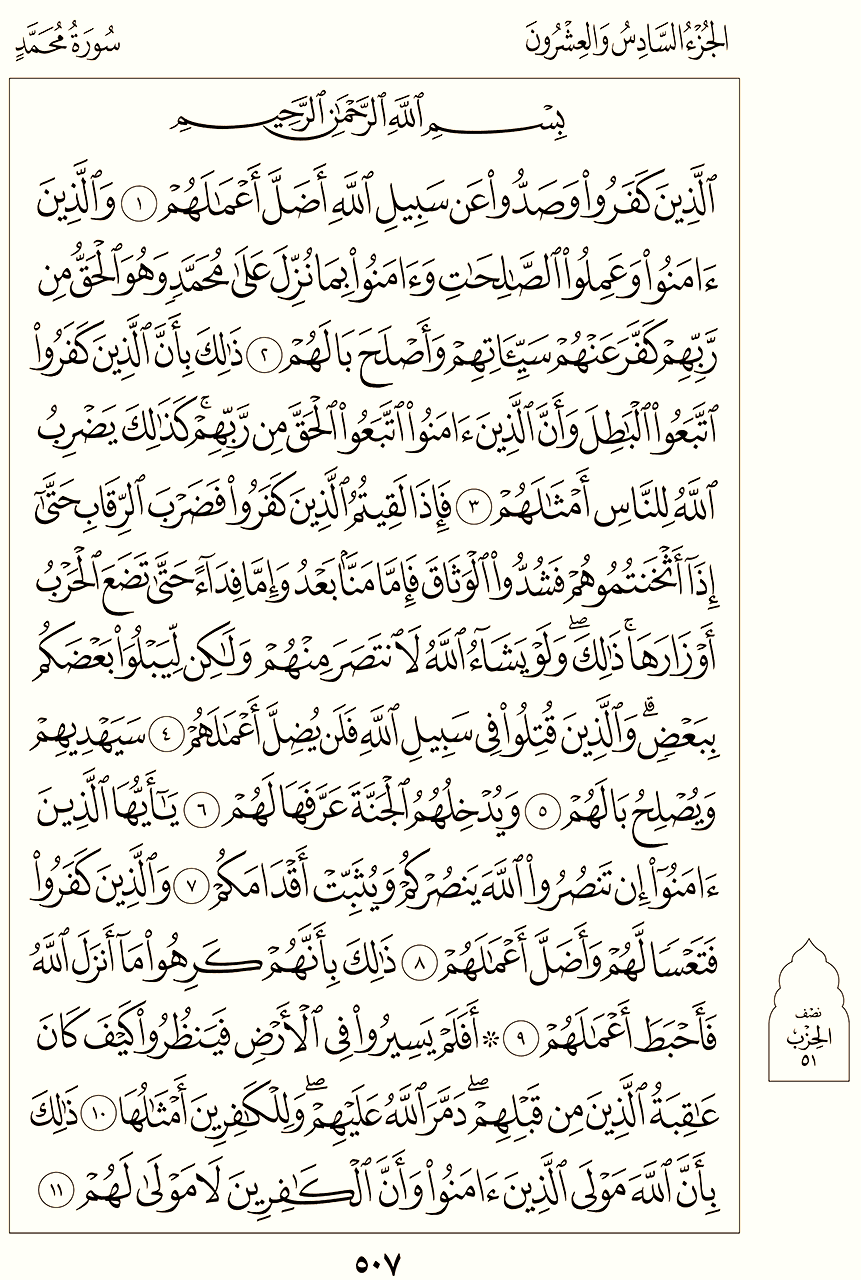 الجُزْءُ السَّادِسُ وَالعِشْرُونَ
سُورَةُ مُحَمَّدٍ
بِسْمِ ٱللَّهِ ٱلرَّحْمَٰنِ ٱلرَّحِيمِ
ٱلَّذِينَ كَفَرُواْ وَصَدُّواْ عَن سَبِيلِ ٱللَّهِ أَضَلَّ أَعْمَٰلَهُمْ ١ وَٱلَّذِينَ
ءَامَنُواْ وَعَمِلُواْ ٱلصَّٰلِحَٰتِ وَءَامَنُواْ بِمَا نُزِّلَ عَلَىٰ مُحَمَّدٖ وَهُوَ ٱلْحَقُّ مِن
رَّبِّهِمْ كَفَّرَ عَنْهُمْ سَيِّـَٔاتِهِمْ وَأَصْلَحَ بَالَهُمْ ٢ ذَٰلِكَ بِأَنَّ ٱلَّذِينَ كَفَرُواْ
ٱتَّبَعُواْ ٱلْبَٰطِلَ وَأَنَّ ٱلَّذِينَ ءَامَنُواْ ٱتَّبَعُواْ ٱلْحَقَّ مِن رَّبِّهِمْۚ كَذَٰلِكَ يَضْرِبُ
ٱللَّهُ لِلنَّاسِ أَمْثَٰلَهُمْ ٣ فَإِذَا لَقِيتُمُ ٱلَّذِينَ كَفَرُواْ فَضَرْبَ ٱلرِّقَابِ حَتَّىٰٓ
إِذَآ أَثْخَنتُمُوهُمْ فَشُدُّواْ ٱلْوَثَاقَ فَإِمَّا مَنَّۢا بَعْدُ وَإِمَّا فِدَآءً حَتَّىٰ تَضَعَ ٱلْحَرْبُ
أَوْزَارَهَاۚ ذَٰلِكَۖ وَلَوْ يَشَآءُ ٱللَّهُ لَٱنتَصَرَ مِنْهُمْ وَلَٰكِن لِّيَبْلُوَاْ بَعْضَكُم
بِبَعْضٖۗ وَٱلَّذِينَ قُتِلُواْ فِي سَبِيلِ ٱللَّهِ فَلَن يُضِلَّ أَعْمَٰلَهُمْ ٤ سَيَهْدِيهِمْ
وَيُصْلِحُ بَالَهُمْ ٥ وَيُدْخِلُهُمُ ٱلْجَنَّةَ عَرَّفَهَا لَهُمْ ٦ يَٰٓأَيُّهَا ٱلَّذِينَ
ءَامَنُوٓاْ إِن تَنصُرُواْ ٱللَّهَ يَنصُرْكُمْ وَيُثَبِّتْ أَقْدَامَكُمْ ٧ وَٱلَّذِينَ كَفَرُواْ
فَتَعْسٗا لَّهُمْ وَأَضَلَّ أَعْمَٰلَهُمْ ٨ ذَٰلِكَ بِأَنَّهُمْ كَرِهُواْ مَآ أَنزَلَ ٱللَّهُ
فَأَحْبَطَ أَعْمَٰلَهُمْ ٩ ۞ أَفَلَمْ يَسِيرُواْ فِي ٱلْأَرْضِ فَيَنظُرُواْ كَيْفَ كَانَ
عَٰقِبَةُ ٱلَّذِينَ مِن قَبْلِهِمْۖ دَمَّرَ ٱللَّهُ عَلَيْهِمْۖ وَلِلْكَٰفِرِينَ أَمْثَٰلُهَا ١٠ ذَٰلِكَ
بِأَنَّ ٱللَّهَ مَوْلَى ٱلَّذِينَ ءَامَنُواْ وَأَنَّ ٱلْكَٰفِرِينَ لَا مَوْلَىٰ لَهُمْ ١١
نصْف
الحِزْب
٥١
٥٠٧